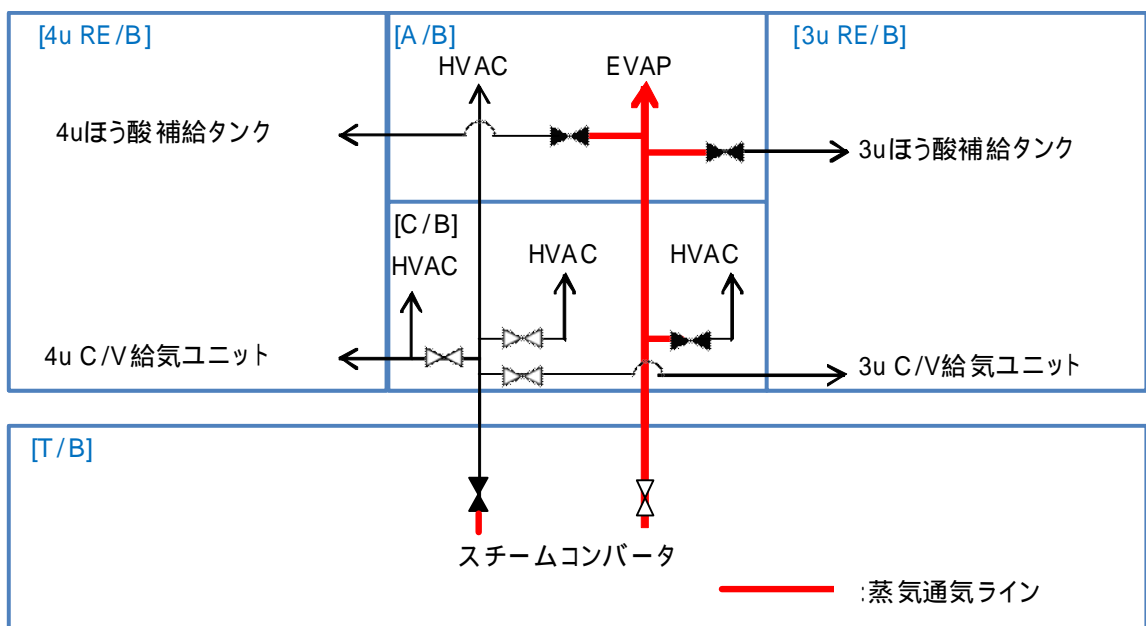 [4u RE/B]
[A/B]
[3u RE/B]
HVAC
EVAP
4uほう酸補給タンク
3uほう酸補給タンク
[C/B]
HVAC
HVAC
HVAC
4u C/V給気ユニット
3u C/V給気ユニット
[T/B]
スチームコンバータ
:蒸気通気ライン